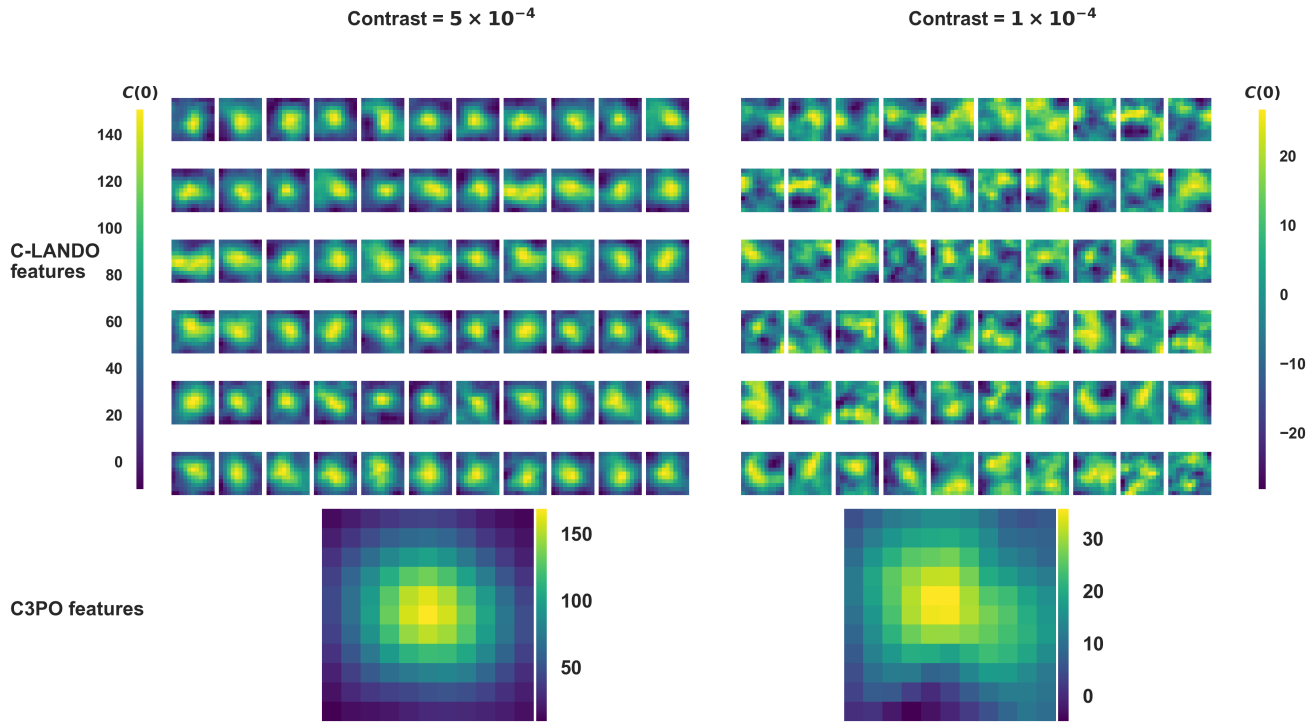 Contrast = 5 × 10⁻⁴
Contrast = 1 × 10⁻⁴
C(0)
140
120
100
80
60
40
20
0
C(0)
20
10
0
−10
−20
C-LANDO
features
C3PO features
150
100
50
30
20
10
0